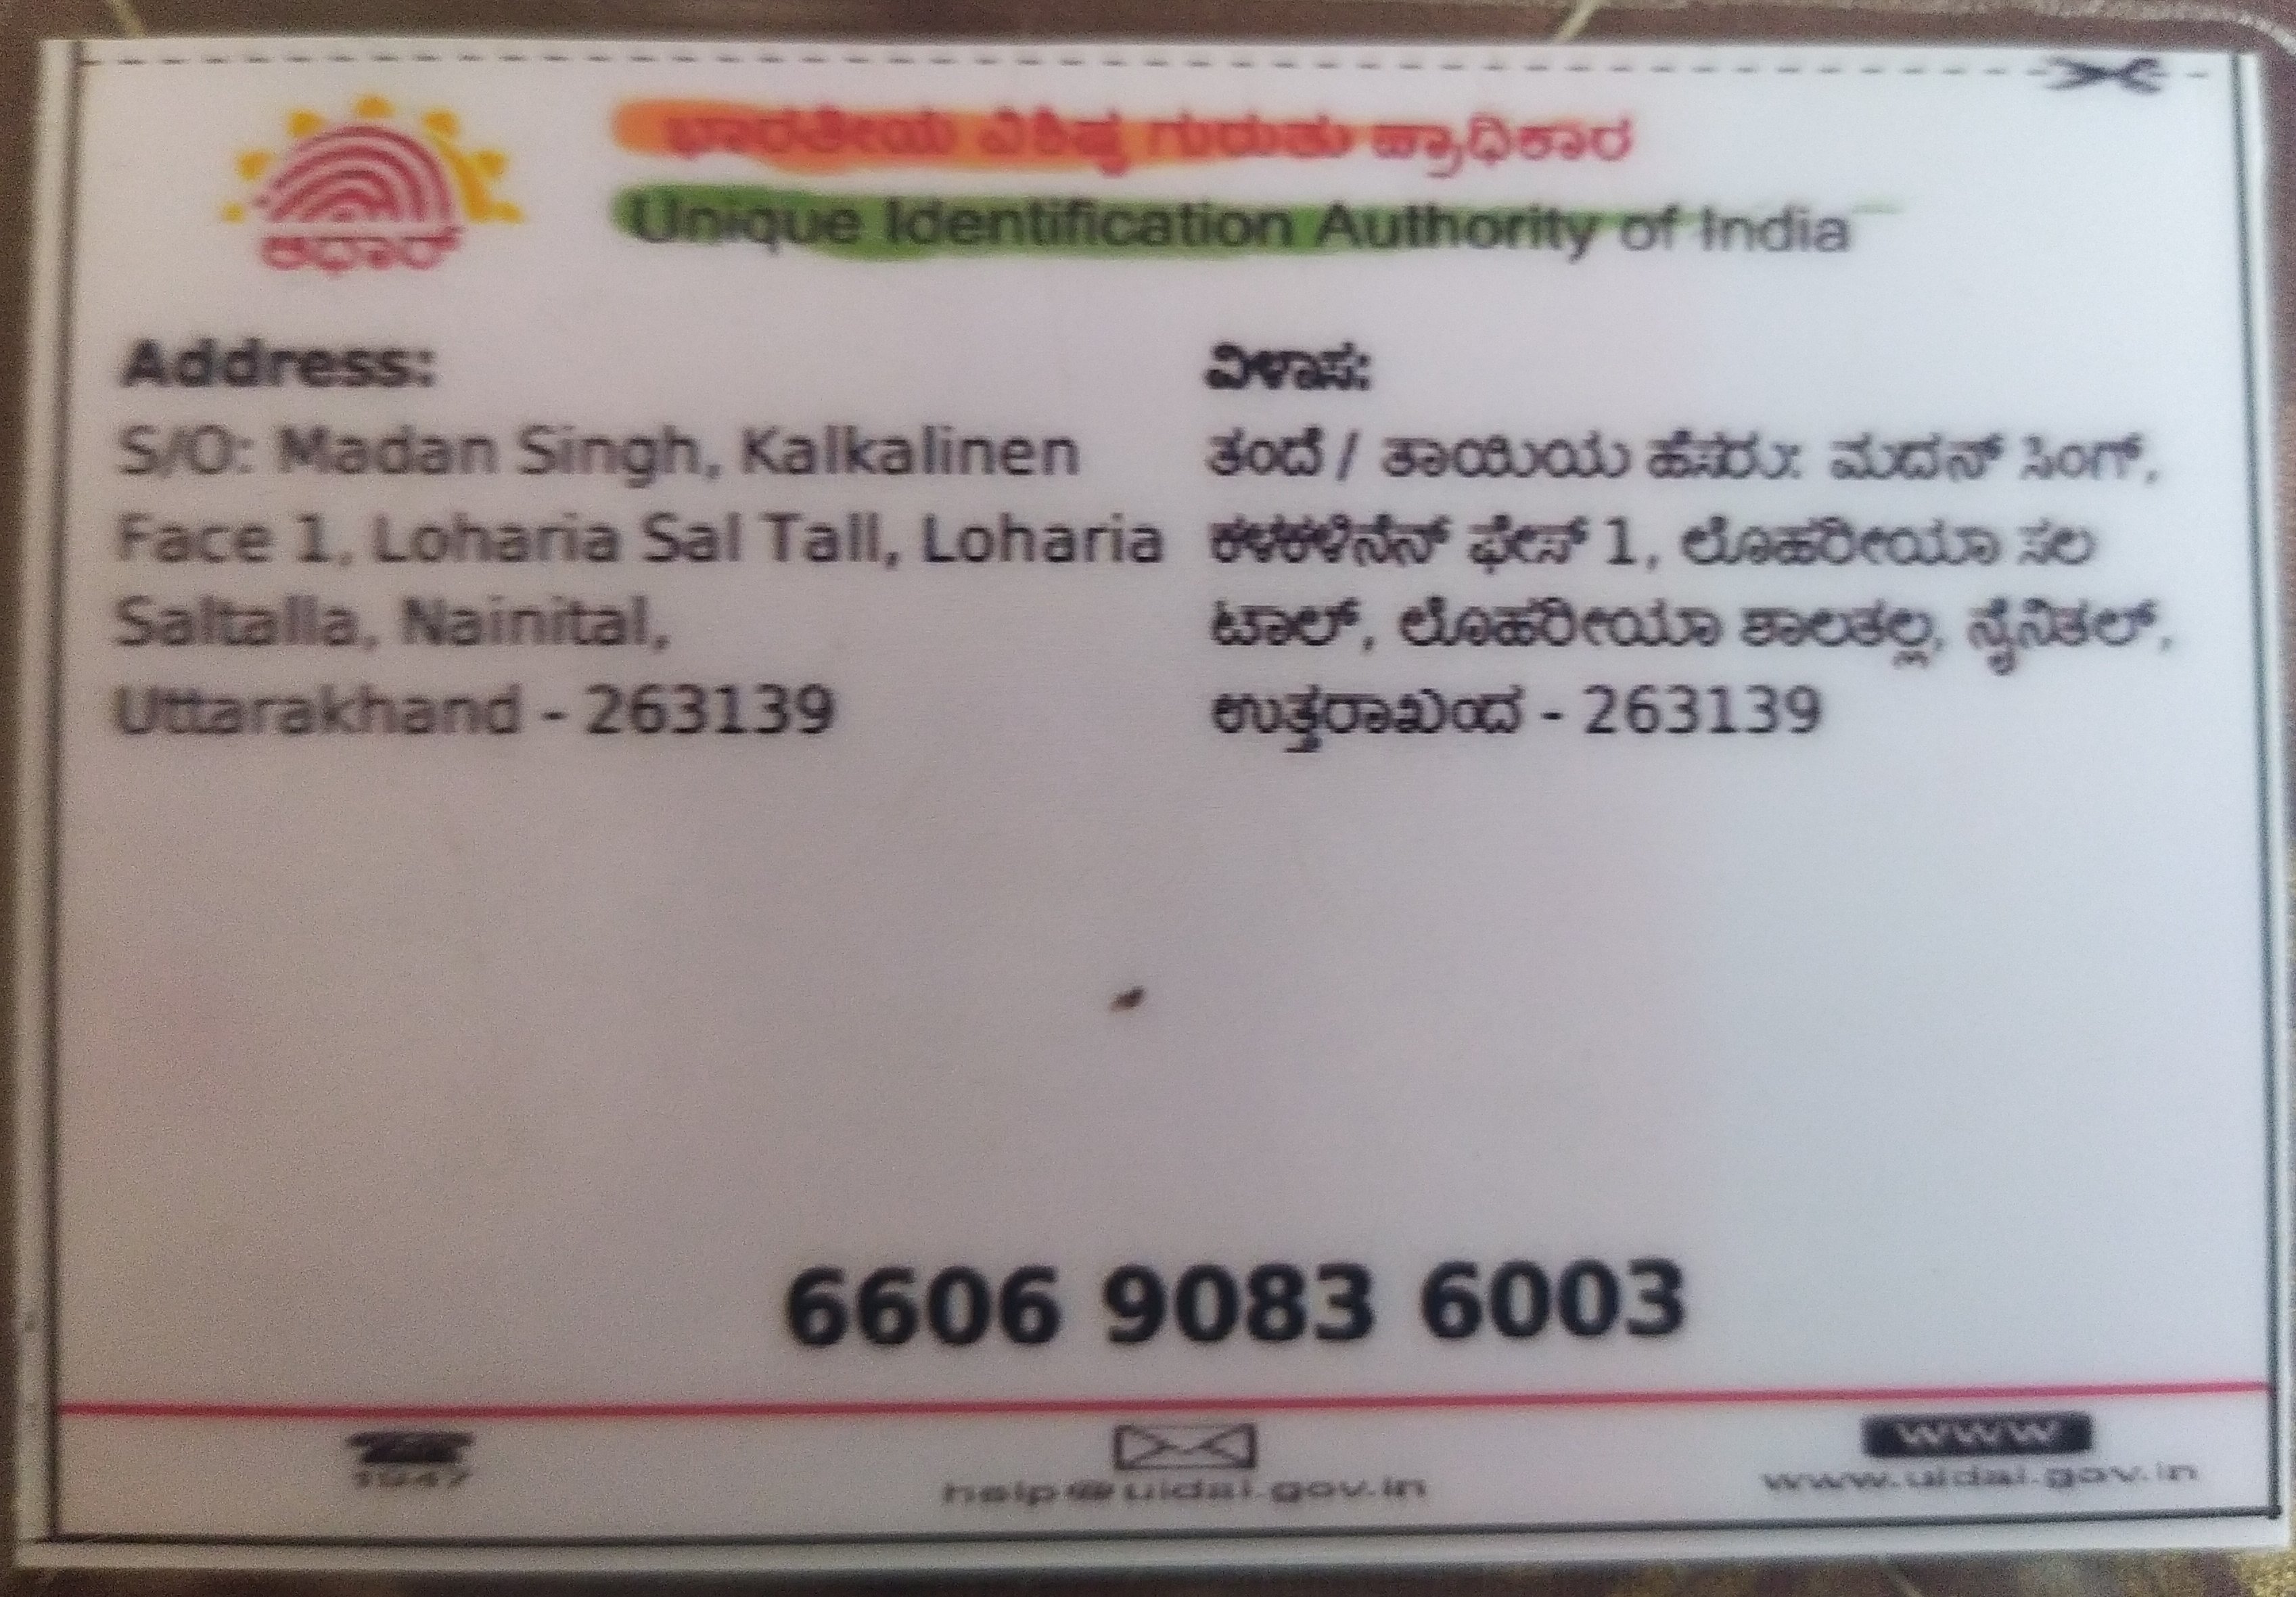 ಆಧಾರ್
ಭಾರತೀಯ ವಿಶಿಷ್ಟ ಗುರುತು ಪ್ರಾಧಿಕಾರ
Unique Identification Authority of India
Address:
S/O: Madan Singh, Kalkalinen
Face 1, Loharia Sal Tall, Loharia
Saltalla, Nainital,
Uttarakhand - 263139
ವಿಳಾಸ:
ತಂದೆ / ತಾಯಿಯ ಹೆಸರು: ಮದನ್ ಸಿಂಗ್,
ಕಳಕಳಿನೆನ್ ಫೇಸ್ 1, ಲೊಹರೀಯಾ ಸಲ
ಟಾಲ್, ಲೊಹರೀಯಾ ಶಾಲತಲ್ಲ, ನೈನಿತಲ್,
ಉತ್ತರಾಖಂದ - 263139
6606 9083 6003
1947
help@uidai.gov.in
www
www.uidai.gov.in